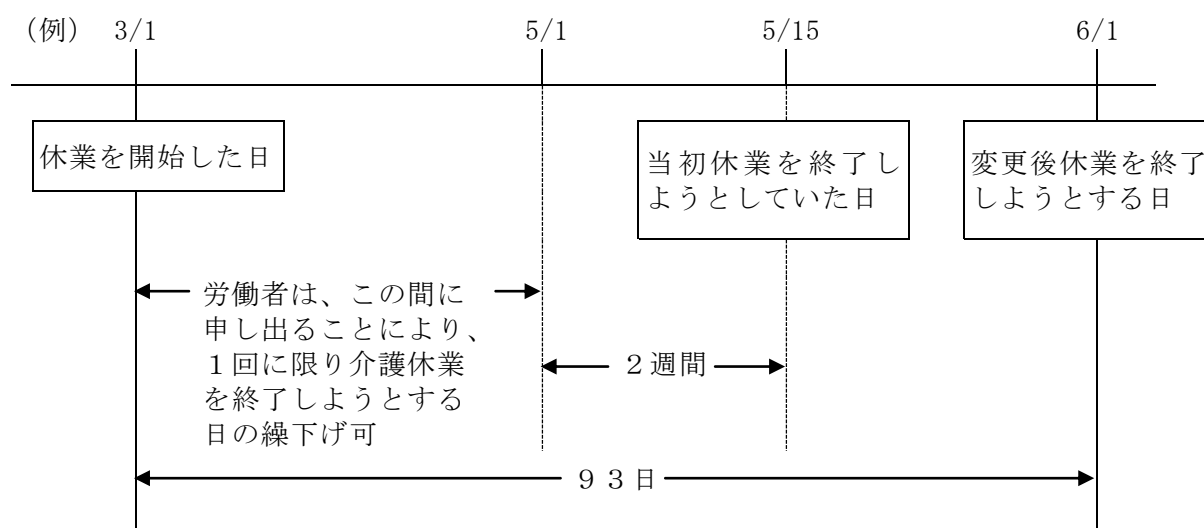 (例) 3/1 5/1 5/15 6/1
休業を開始した日
当初休業を終了し
ようとしていた日
変更後休業を終了
しようとする日
労働者は、この間に
申し出ることにより、
１回に限り介護休業
を終了しようとする
日の繰下げ可
２週間
９３日